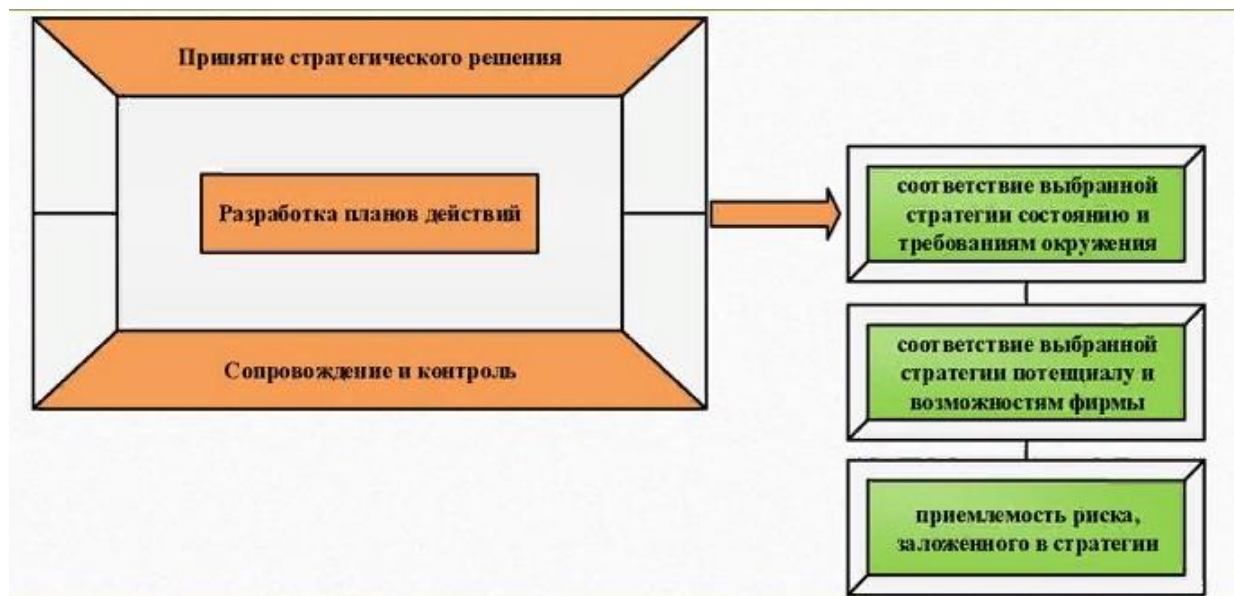 Принятие стратегического решения
Разработка планов действий
Сопровождение и контроль
соответствие выбранной
стратегии состоянию и
требованиям окружения
соответствие выбранной
стратегии потенциалу и
возможностям фирмы
приемлемость риска,
заложенного в стратегии